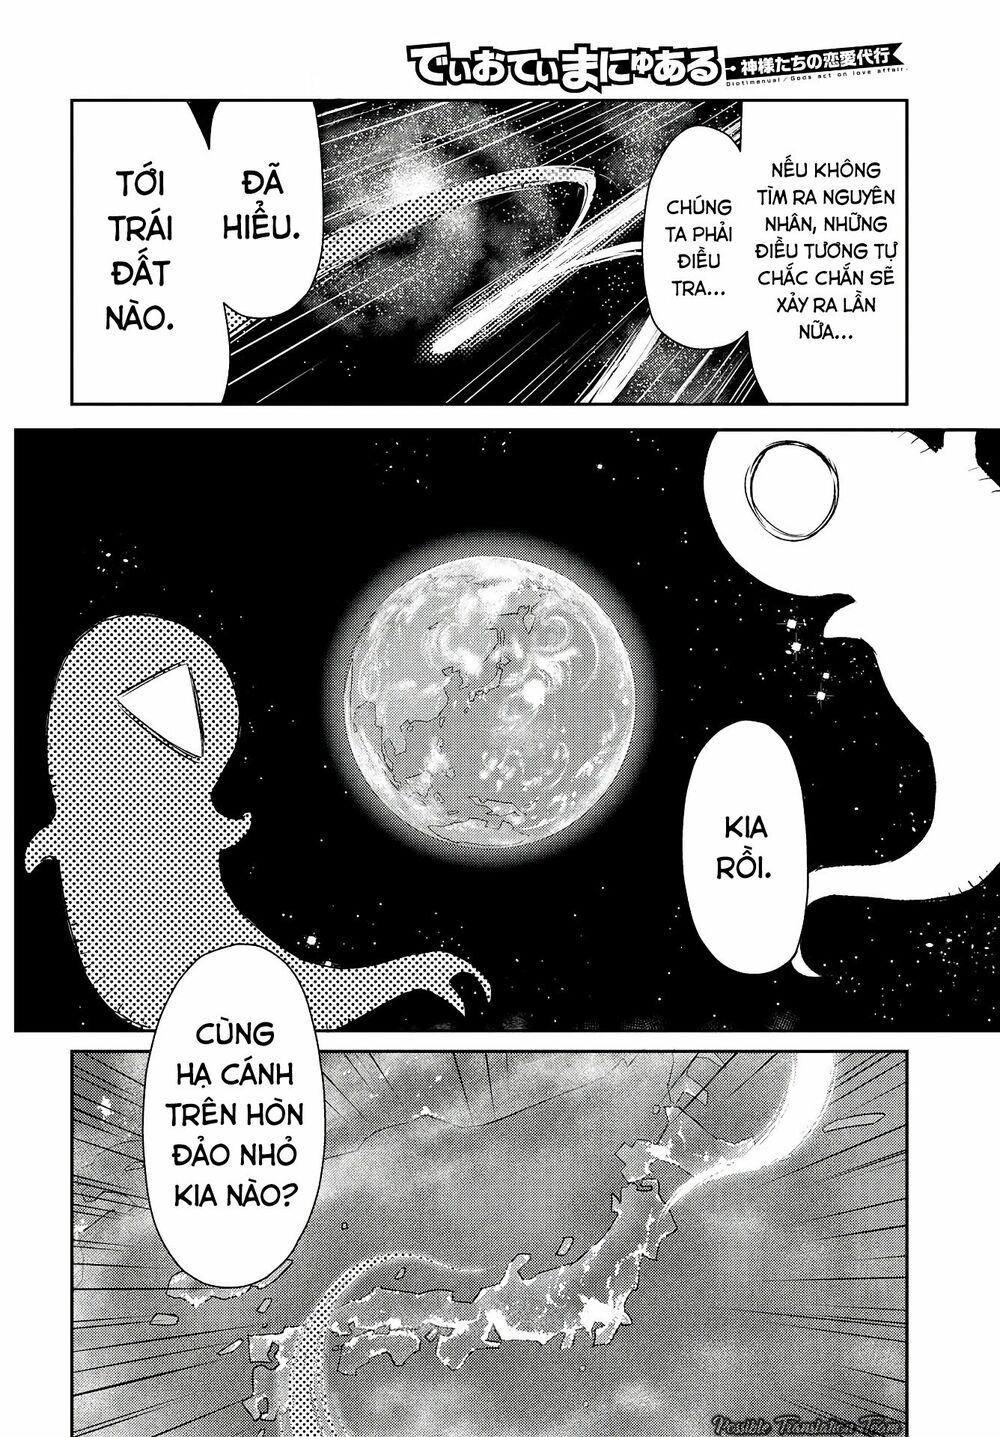 でぃおてぃまにゅある
神様たちの恋愛代行
Diotimanual／Gods act on love affair.
NẾU KHÔNG
TÌM RA NGUYÊN
NHÂN, NHỮNG
ĐIỀU TƯƠNG TỰ
CHẮC CHẮN SẼ
XẢY RA LẦN
NỮA...
CHÚNG
TA PHẢI
ĐIỀU
TRA...
ĐÃ
HIỂU.
TỚI
TRÁI
ĐẤT
NÀO.
KIA
RỒI.
CÙNG
HẠ CÁNH
TRÊN HÒN
ĐẢO NHỎ
KIA NÀO?
Possible Translation Team